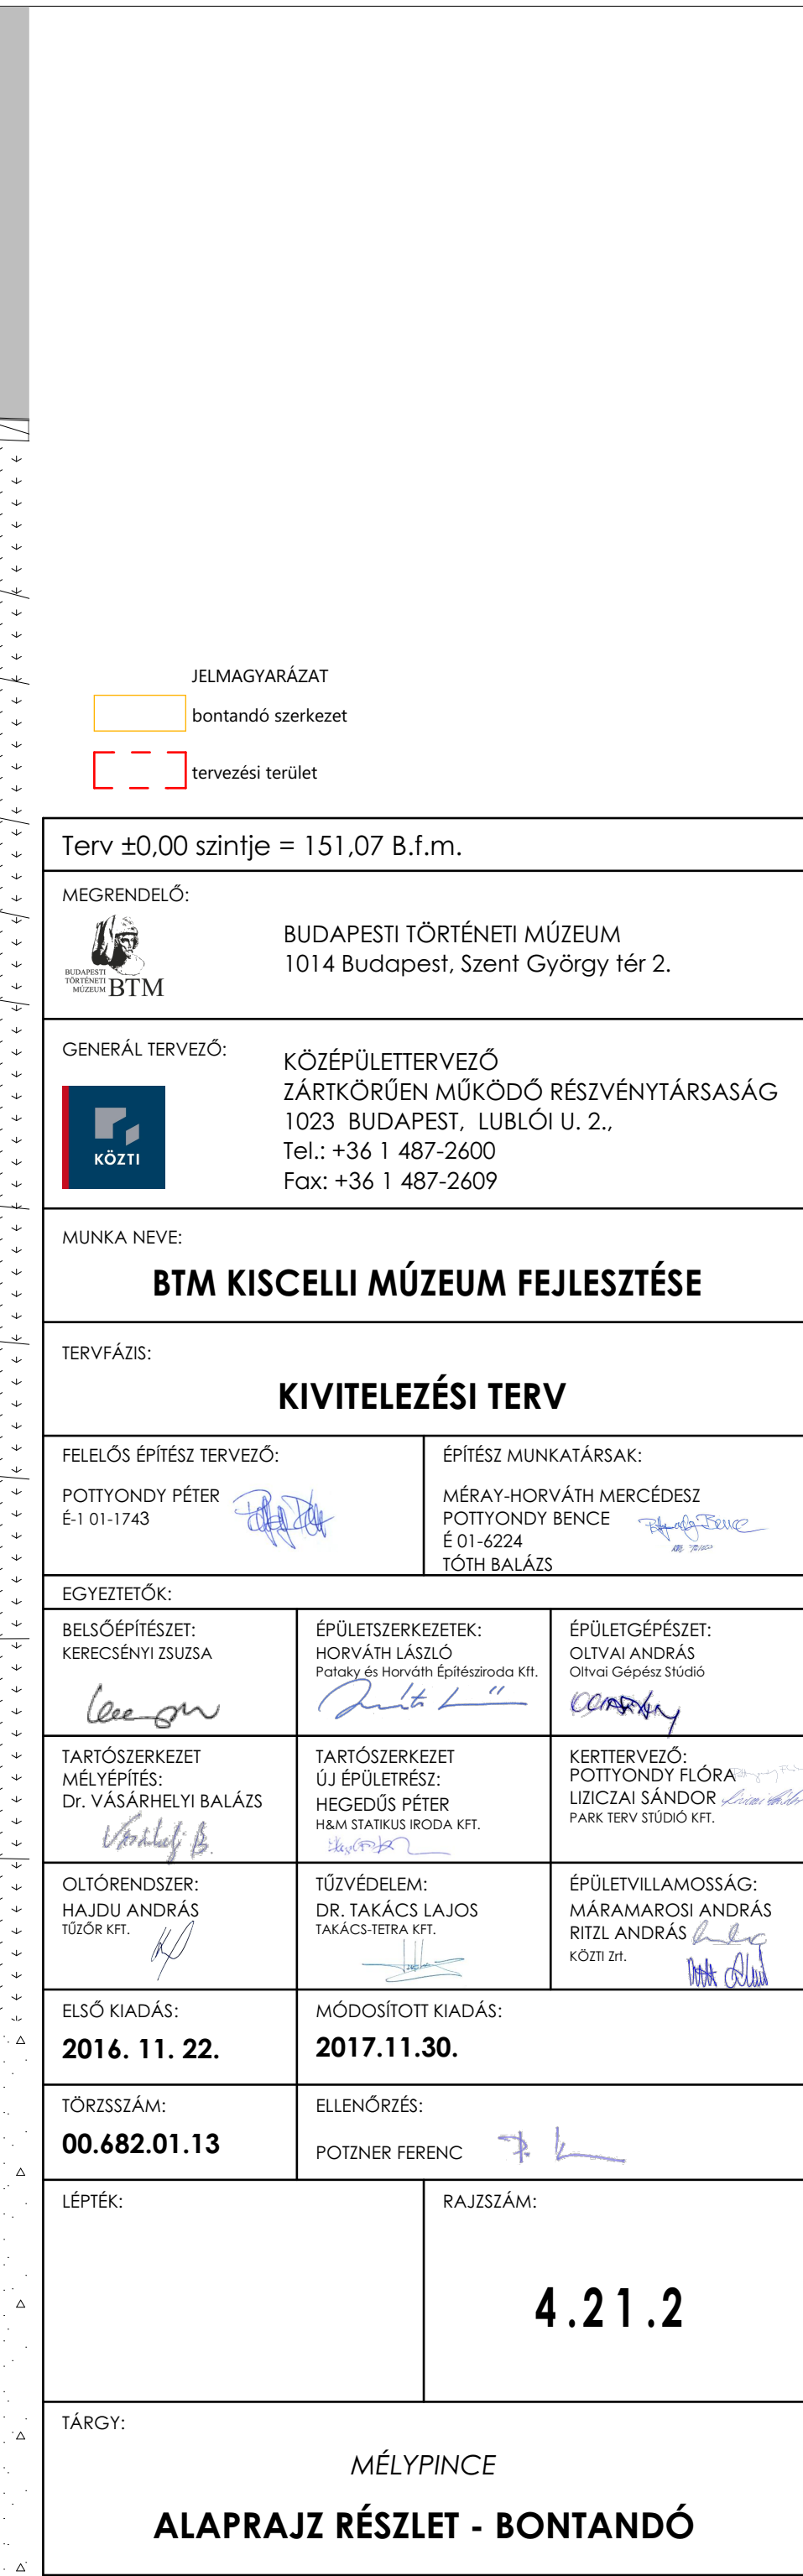 JELMAGYARÁZAT
bontandó szerkezet
tervezési terület
Terv ±0,00 szintje = 151,07 B.f.m.
MEGRENDELŐ:
BUDAPESTI
TÖRTÉNETI
MÚZEUM BTM
BUDAPESTI TÖRTÉNETI MÚZEUM
1014 Budapest, Szent György tér 2.
GENERÁL TERVEZŐ:
KÖZTI
KÖZÉPÜLETTERVEZŐ
ZÁRTKÖRŰEN MŰKÖDŐ RÉSZVÉNYTÁRSASÁG
1023 BUDAPEST, LUBLÓI U. 2.,
Tel.: +36 1 487-2600
Fax: +36 1 487-2609
MUNKA NEVE:
BTM KISCELLI MÚZEUM FEJLESZTÉSE
TERVFÁZIS:
KIVITELEZÉSI TERV
FELELŐS ÉPÍTÉSZ TERVEZŐ:
POTTYONDY PÉTER
É-1 01-1743
ÉPÍTÉSZ MUNKATÁRSAK:
MÉRAY-HORVÁTH MERCÉDESZ
POTTYONDY BENCE
É 01-6224
TÓTH BALÁZS
EGYEZTETŐK:
BELSŐÉPÍTÉSZET:
KERECSÉNYI ZSUZSA
ÉPÜLETSZERKEZETEK:
HORVÁTH LÁSZLÓ
Pataky és Horváth Építésziroda Kft.
ÉPÜLETGÉPÉSZET:
OLTVAI ANDRÁS
Oltvai Gépész Stúdió
TARTÓSZERKEZET
MÉLYÉPÍTÉS:
Dr. VÁSÁRHELYI BALÁZS
TARTÓSZERKEZET
ÚJ ÉPÜLETRÉSZ:
HEGEDŰS PÉTER
H&M STATIKUS IRODA KFT.
KERTTERVEZŐ:
POTTYONDY FLÓRA
LIZICZAI SÁNDOR
PARK TERV STÚDIÓ KFT.
OLTÓRENDSZER:
HAJDU ANDRÁS
TŰZŐR KFT.
TŰZVÉDELEM:
DR. TAKÁCS LAJOS
TAKÁCS-TETRA KFT.
ÉPÜLETVILLAMOSSÁG:
MÁRAMAROSI ANDRÁS
RITZL ANDRÁS
KÖZTI Zrt.
ELSŐ KIADÁS:
2016. 11. 22.
MÓDOSÍTOTT KIADÁS:
2017.11.30.
TÖRZSSZÁM:
00.682.01.13
ELLENŐRZÉS:
POTZNER FERENC
LÉPTÉK:
RAJZSZÁM:
4.21.2
TÁRGY:
MÉLYPINCE
ALAPRAJZ RÉSZLET - BONTANDÓ